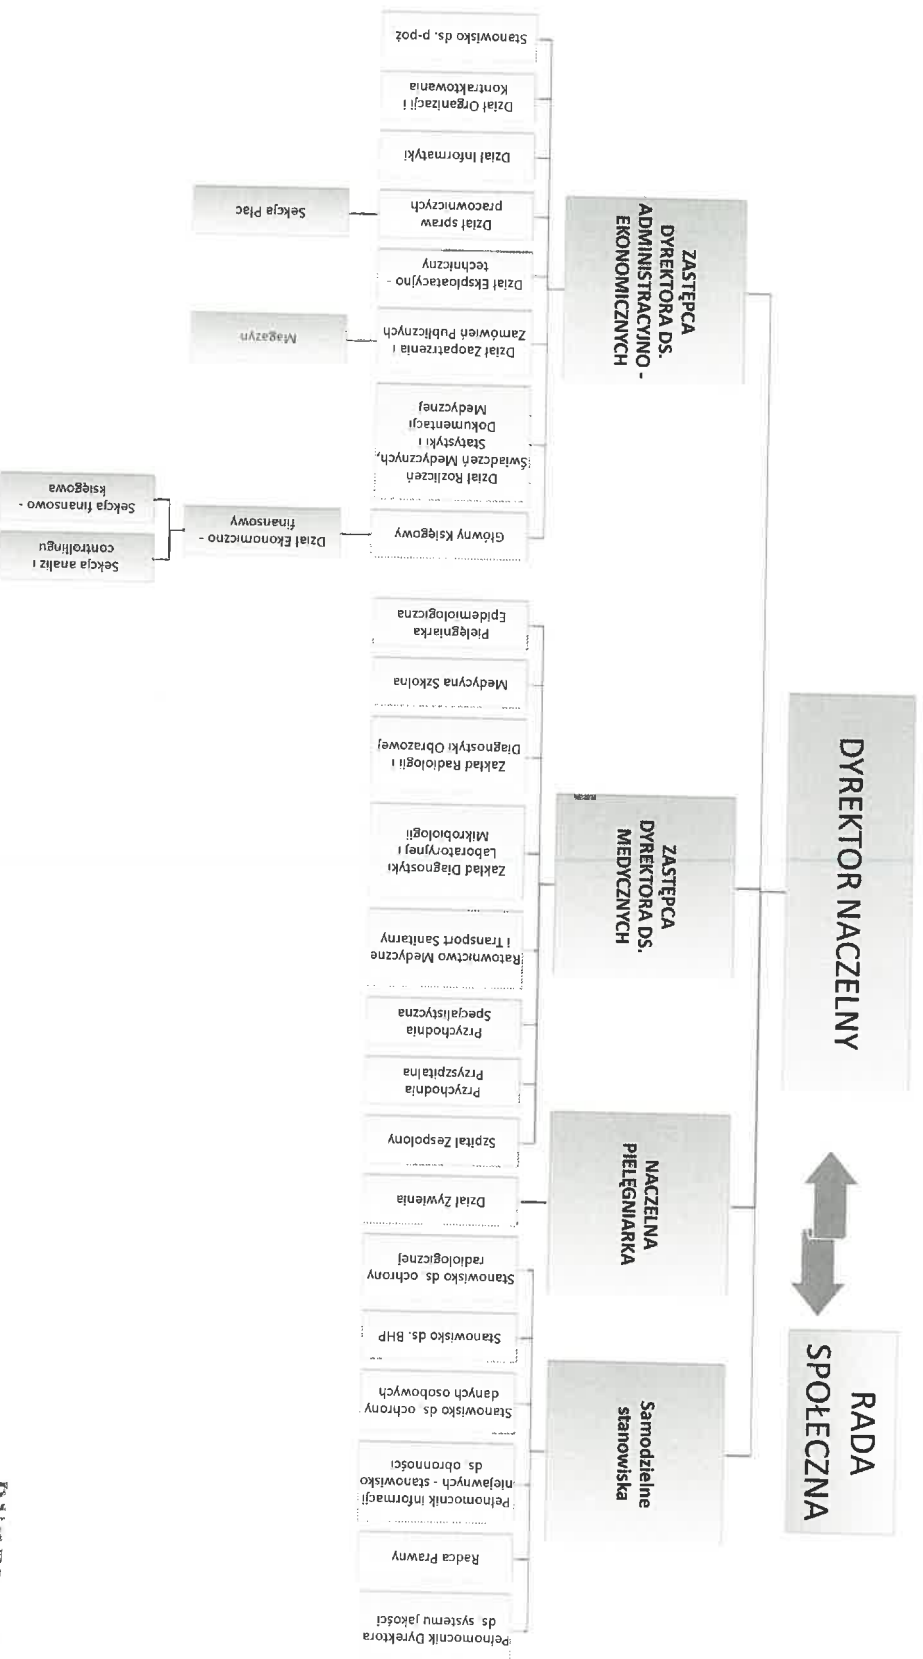 DYREKTOR NACZELNY
RADA
SPOŁECZNA
ZASTĘPCA
DYREKTORA DS.
ADMINISTRACYJNO -
EKONOMICZNYCH
ZASTĘPCA
DYREKTORA DS.
MEDYCZNYCH
NACZELNA
PIELĘGNIARKA
Samodzielne
stanowiska
Stanowisko ds. p-poż
Dział Organizacji i
Kontraktowania
Dział Informatyki
Dział spraw
pracowniczych
Sekcja Płac
Dział Eksploatacyjno -
techniczny
Dział Zaopatrzenia i
Zamówień Publicznych
Magazyn
Dział Rozliczeń
Świadczeń Medycznych,
Statystyki i
Dokumentacji
Medycznej
Główny Księgowy
Dział Ekonomiczno -
finansowy
Sekcja finansowo -
księgowa
Sekcja analiz i
controllingu
Pielęgniarka
Epidemiologiczna
Medycyna Szkolna
Zakład Radiologii i
Diagnostyki Obrazowej
Zakład Diagnostyki
Laboratoryjnej i
Mikrobiologii
Ratownictwo Medyczne
i Transport Sanitarny
Przychodnia
Specjalistyczna
Przychodnia
Przyszpitalna
Szpital Zespolony
Dział Żywienia
Stanowisko ds. ochrony
radiologicznej
Stanowisko ds. BHP
Stanowisko ds. ochrony
danych osobowych
Pełnomocnik informacji
niejawnych - stanowisko
ds. obronności
Radca Prawny
Pełnomocnik Dyrektora
ds. systemu jakości